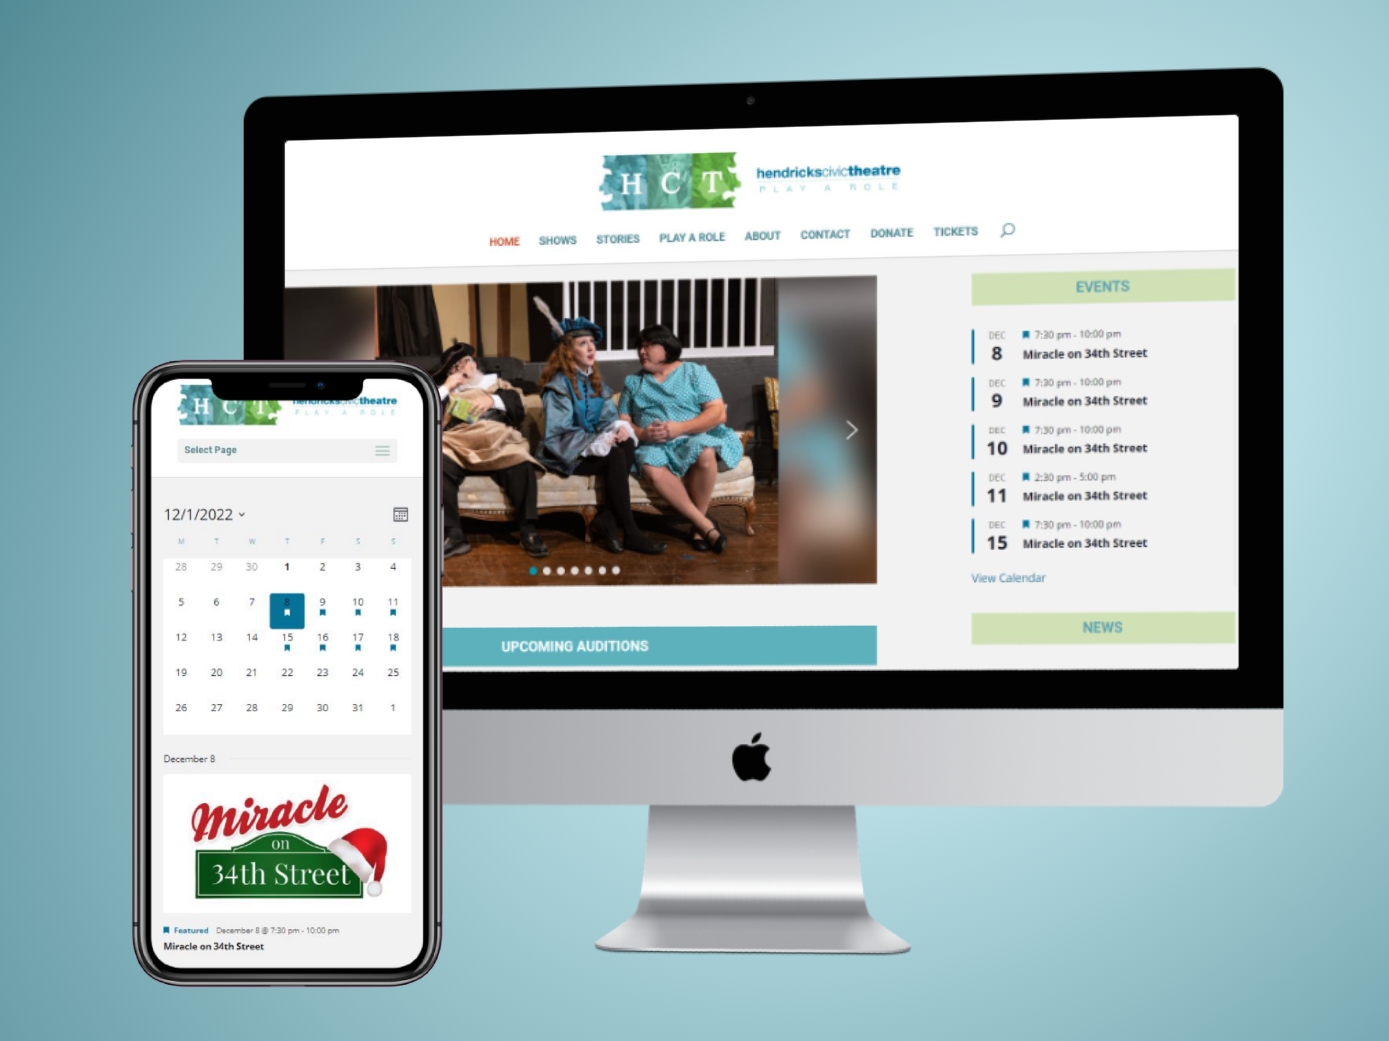 HCT
hendrickscivictheatre
PLAY A ROLE
HOME SHOWS STORIES PLAY A ROLE ABOUT CONTACT DONATE TICKETS
EVENTS
DEC 7:30 pm - 10:00 pm
8 Miracle on 34th Street
DEC 7:30 pm - 10:00 pm
9 Miracle on 34th Street
DEC 7:30 pm - 10:00 pm
10 Miracle on 34th Street
DEC 2:30 pm - 5:00 pm
11 Miracle on 34th Street
DEC 7:30 pm - 10:00 pm
15 Miracle on 34th Street
View Calendar
NEWS
UPCOMING AUDITIONS
HCT
hendrickscivictheatre
PLAY A ROLE
Select Page
12/1/2022
M T W T F S S
28 29 30 1 2 3 4
5 6 7 8 9 10 11
12 13 14 15 16 17 18
19 20 21 22 23 24 25
26 27 28 29 30 31 1
December 8
Miracle
on
34th Street
Featured December 8 @ 7:30 pm - 10:00 pm
Miracle on 34th Street